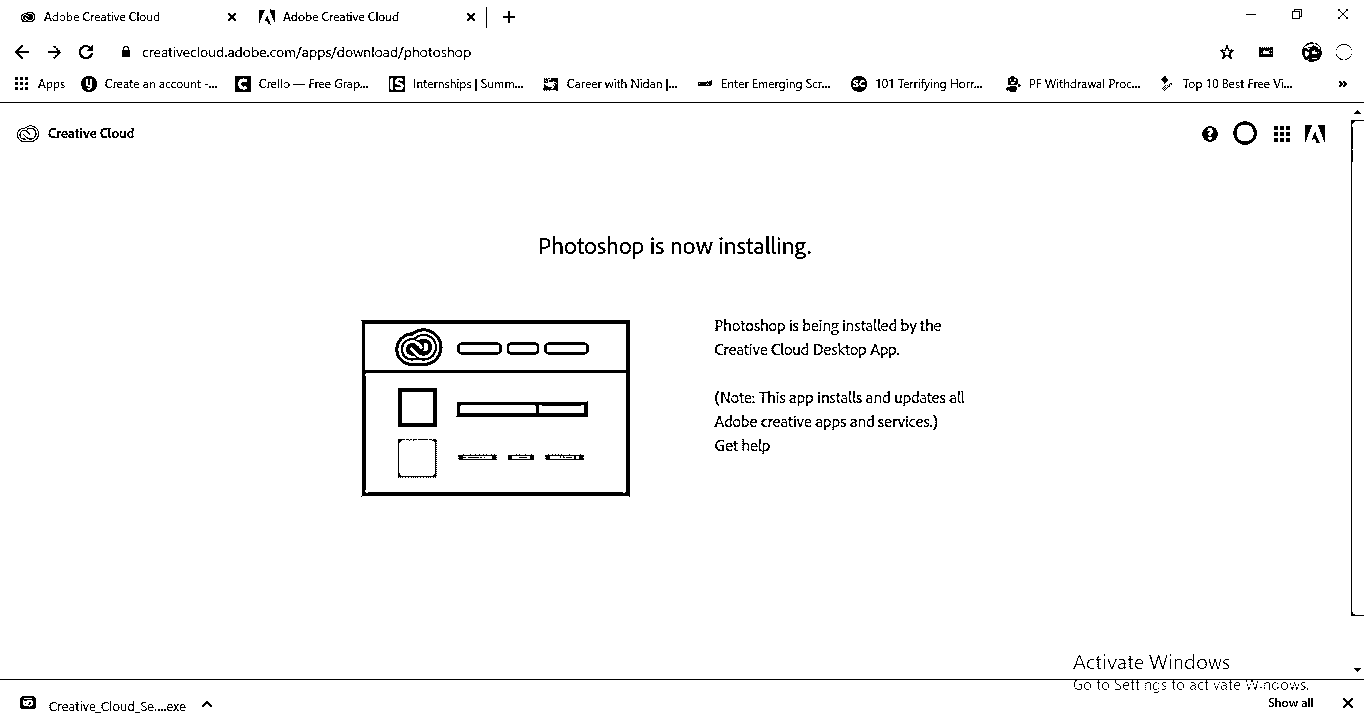 Adobe Creative Cloud
Adobe Creative Cloud
creativecloud.adobe.com/apps/download/photoshop
Apps
Create an account -...
Crello — Free Grap...
Internships | Summ...
Career with Nidan |...
Enter Emerging Scr...
101 Terrifying Horr...
PF Withdrawal Proc...
Top 10 Best Free Vi...
Creative Cloud
Photoshop is now installing.
Photoshop is being installed by the
Creative Cloud Desktop App.
(Note: This app installs and updates all
Adobe creative apps and services.)
Get help
Activate Windows
Go to Settings to activate Windows.
Creative_Cloud_Se....exe
Show all